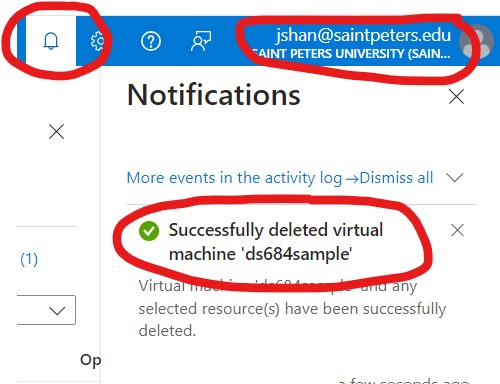 jshan@saintpeters.edu
SAINT PETERS UNIVERSITY (SAIN...
Notifications
More events in the activity log → Dismiss all
Successfully deleted virtual
machine 'ds684sample'
(1)
Virtual machine 'ds684sample' and any
selected resource(s) have been successfully
deleted.
Op
a few seconds ago